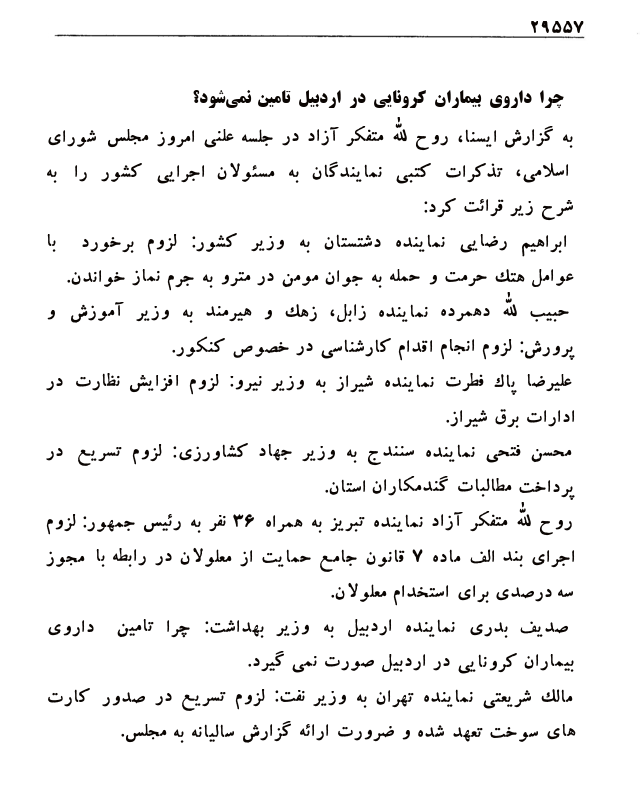 ۲۹۵۵۷
چرا داروی بیماران کرونایی در اردبیل تامین نمی‌شود؟
به گزارش ایسنا، روح الله متفکر آزاد در جلسه علنی امروز مجلس شورای
اسلامی، تذکرات کتبی نمایندگان به مسئولان اجرایی کشور را به
شرح زیر قرائت کرد:
ابراهیم رضایی نماینده دشتستان به وزیر کشور: لزوم برخورد با
عوامل هتك حرمت و حمله به جوان مومن در مترو به جرم نماز خواندن.
حبیب الله دهمرده نماینده زابل، زهك و هیرمند به وزیر آموزش و
پرورش: لزوم انجام اقدام کارشناسی در خصوص کنکور.
علیرضا پاك فطرت نماینده شیراز به وزیر نیرو: لزوم افزایش نظارت در
ادارات برق شیراز.
محسن فتحی نماینده سنندج به وزیر جهاد کشاورزی: لزوم تسریع در
پرداخت مطالبات گندمکاران استان.
روح الله متفکر آزاد نماینده تبریز به همراه ۳۶ نفر به رئیس جمهور: لزوم
اجرای بند الف ماده ۷ قانون جامع حمایت از معلولان در رابطه با مجوز
سه درصدی برای استخدام معلولان.
صدیف بدری نماینده اردبیل به وزیر بهداشت: چرا تامین داروی
بیماران کرونایی در اردبیل صورت نمی گیرد.
مالك شریعتی نماینده تهران به وزیر نفت: لزوم تسریع در صدور کارت
های سوخت تعهد شده و ضرورت ارائه گزارش سالیانه به مجلس.